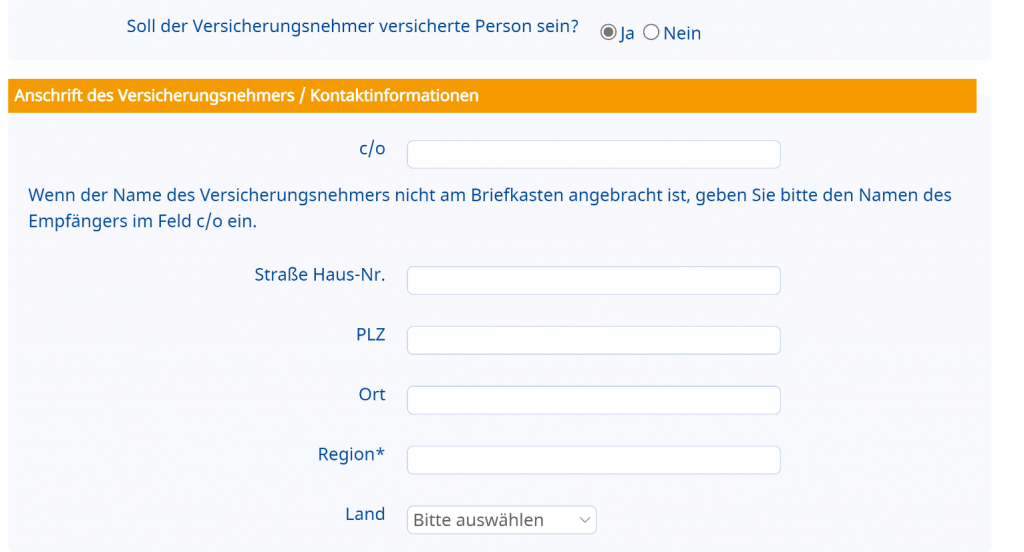 Soll der Versicherungsnehmer versicherte Person sein? Ja Nein
Anschrift des Versicherungsnehmers / Kontaktinformationen
c/o
Wenn der Name des Versicherungsnehmers nicht am Briefkasten angebracht ist, geben Sie bitte den Namen des
Empfängers im Feld c/o ein.
Straße Haus-Nr.
PLZ
Ort
Region*
Land Bitte auswählen